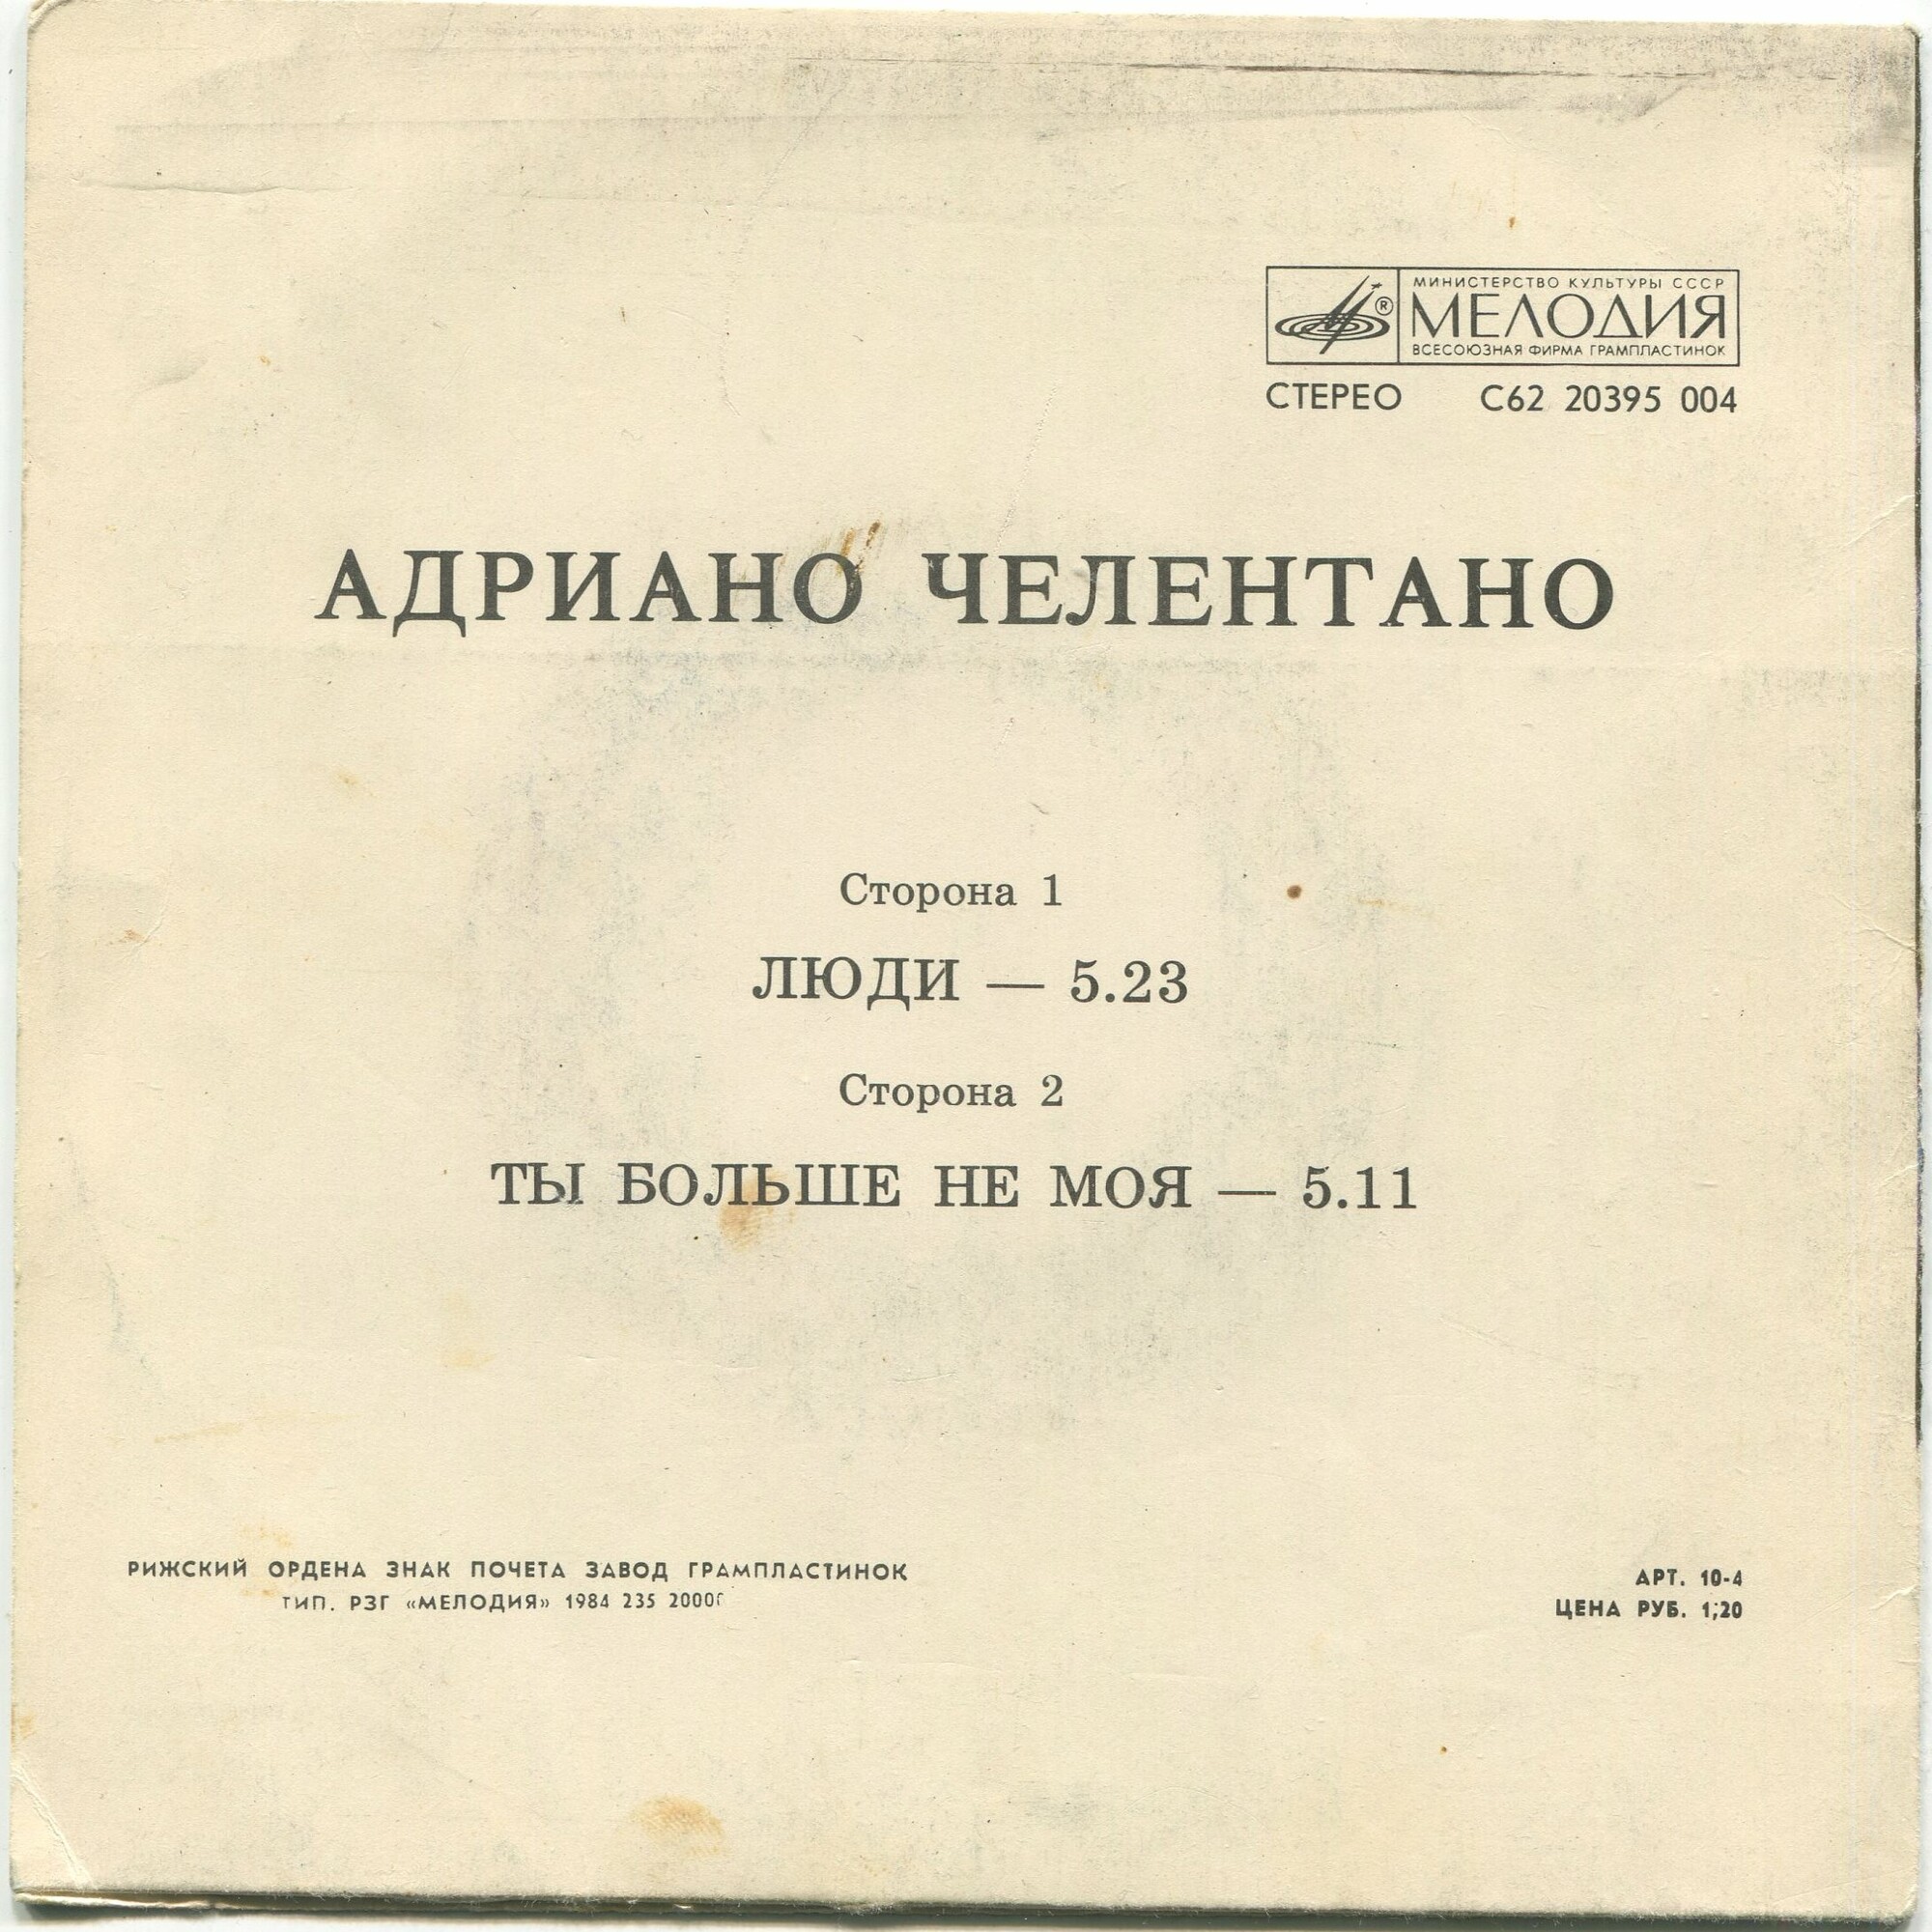 МИНИСТЕРСТВО КУЛЬТУРЫ СССР
МЕЛОДИЯ
ВСЕСОЮЗНАЯ ФИРМА ГРАМПЛАСТИНОК
СТЕРЕО С62 20395 004
АДРИАНО ЧЕЛЕНТАНО
Сторона 1
ЛЮДИ — 5.23
Сторона 2
ТЫ БОЛЬШЕ НЕ МОЯ — 5.11
РИЖСКИЙ ОРДЕНА ЗНАК ПОЧЕТА ЗАВОД ГРАМПЛАСТИНОК
ТИП. РЗГ «МЕЛОДИЯ» 1984 235
АРТ. 10-4
ЦЕНА РУБ. 1;20